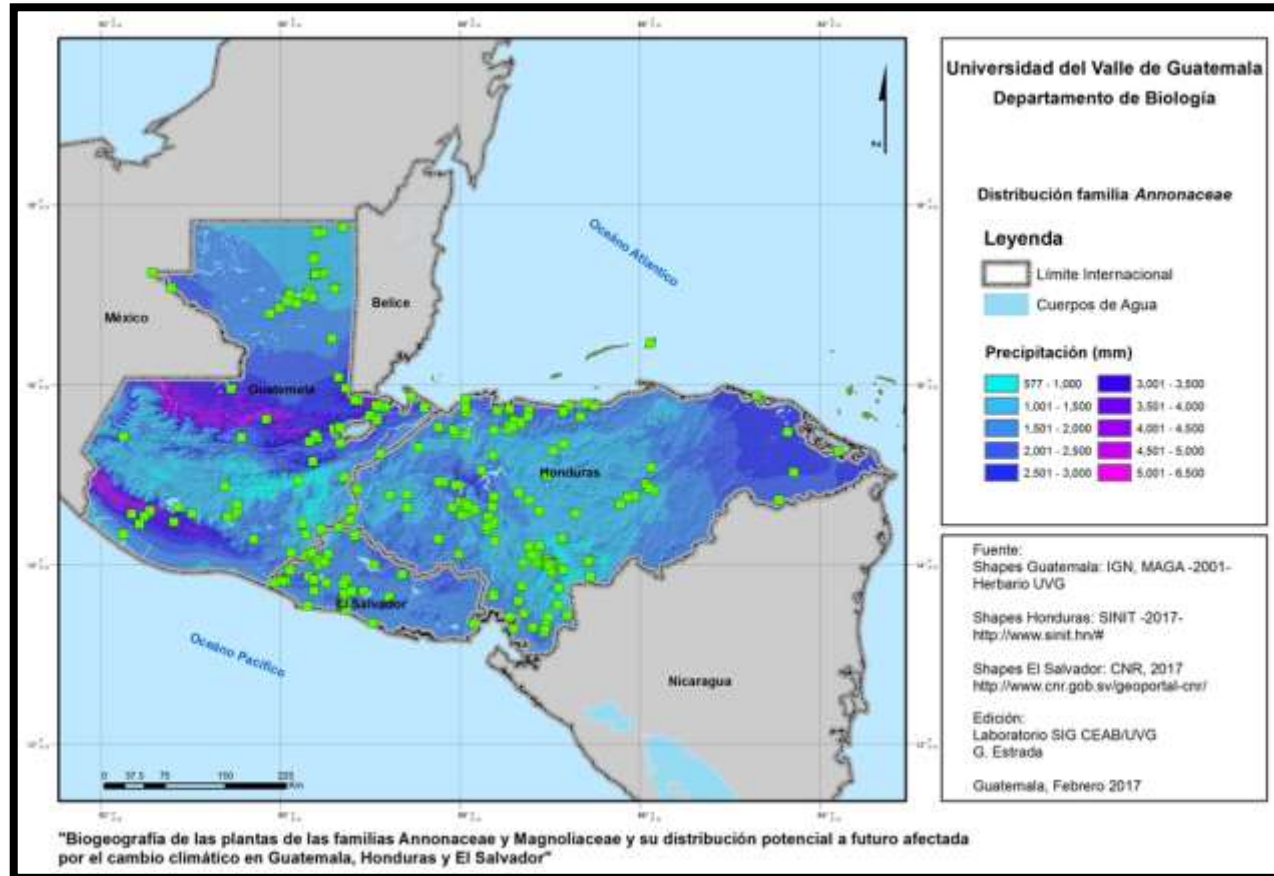 Universidad del Valle de Guatemala
Departamento de Biología
Distribución familia Annonaceae
Leyenda
Límite Internacional
Cuerpos de Agua
Precipitación (mm)
577 - 1,000
1,001 - 1,500
1,501 - 2,000
2,001 - 2,500
2,501 - 3,000
3,001 - 3,500
3,501 - 4,000
4,001 - 4,500
4,501 - 5,000
5,001 - 6,500
Fuente:
Shapes Guatemala: IGN, MAGA -2001-
Herbario UVG
Shapes Honduras: SINIT -2017-
http://www.sinit.hn/#
Shapes El Salvador: CNR, 2017
http://www.cnr.gob.sv/geoportal-cnr/
Edición:
Laboratorio SIG CEAB/UVG
G. Estrada
Guatemala, Febrero 2017
Z
Océano Atlantico
México
Belice
Guatemala
Honduras
El Salvador
Océano Pacífico
Nicaragua
0 37.5 75 150 225
Km
"Biogeografía de las plantas de las familias Annonaceae y Magnoliaceae y su distribución potencial a futuro afectada
por el cambio climático en Guatemala, Honduras y El Salvador"